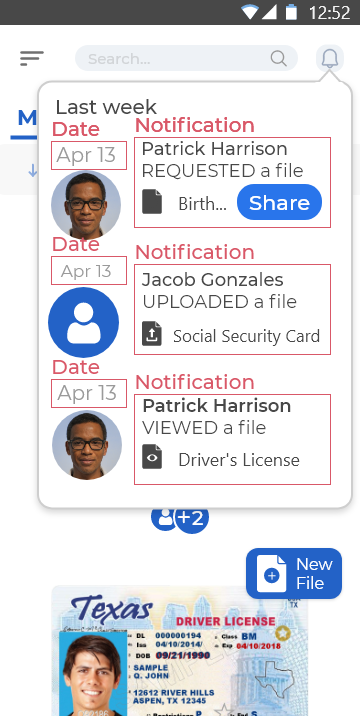 12:52
Search...
M
Last week
Date
Notification
Apr 13
Patrick Harrison
REQUESTED a file
Birth...
Share
Date
Notification
Apr 13
Jacob Gonzales
UPLOADED a file
Social Security Card
Date
Notification
Apr 13
Patrick Harrison
VIEWED a file
Driver's License
+2
New
File
Texas
TX
DRIVER LICENSE
DL 000000194 Class BM
Iss 04/10/2014 Exp 04/10/2018
DOB 09/21/1990
SAMPLE
Q. JOHN
12612 RIVER HILLS
ASPEN, TX 12345